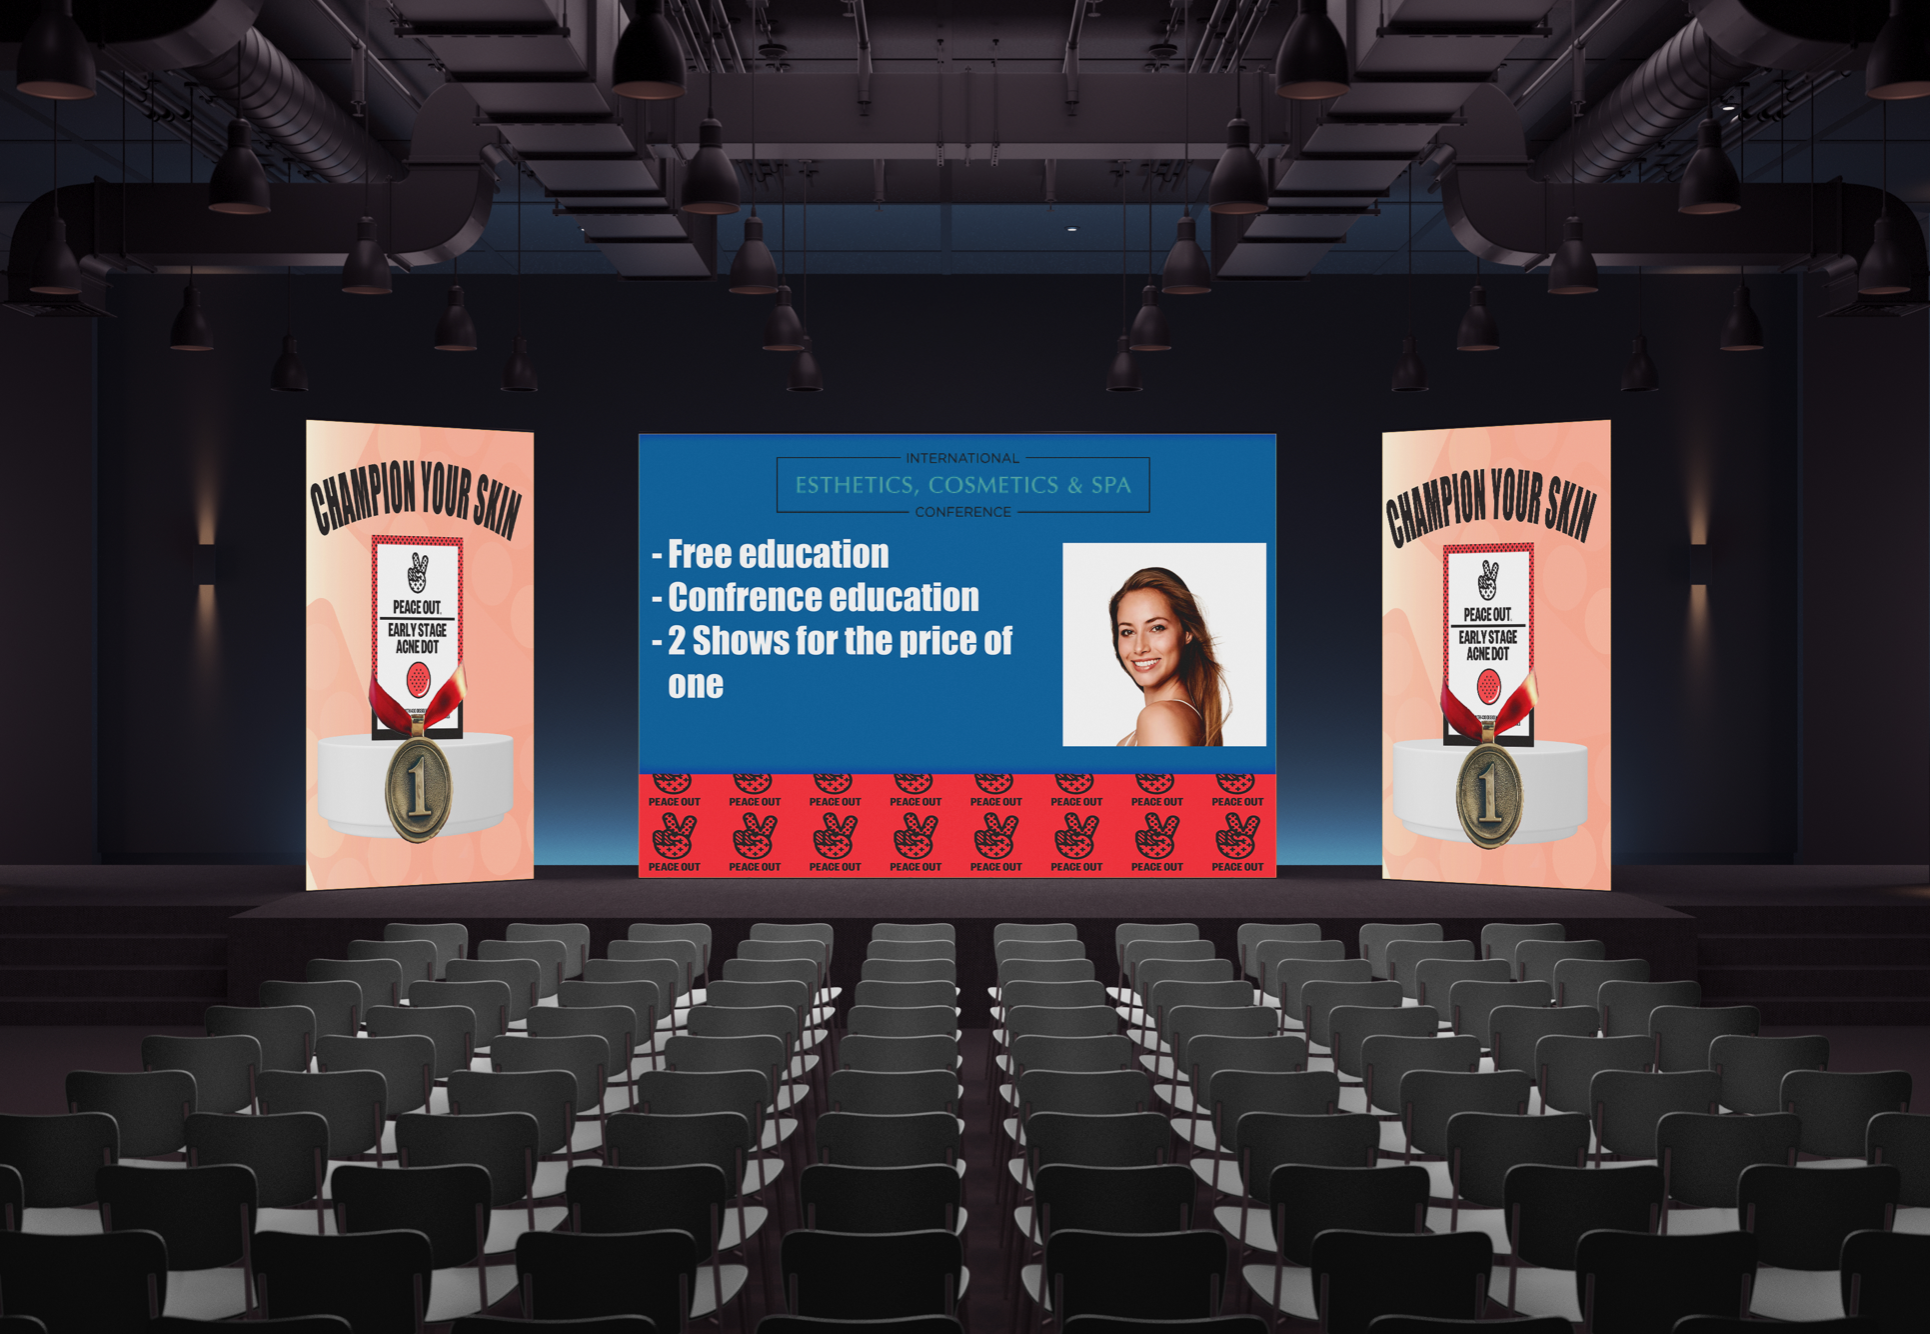 CHAMPION YOUR SKIN
PEACE OUT
EARLY STAGE
ACNE DOT
1
INTERNATIONAL
ESTHETICS, COSMETICS & SPA
CONFERENCE
- Free education
- Confrence education
- 2 Shows for the price of
one
PEACE OUT PEACE OUT PEACE OUT PEACE OUT PEACE OUT PEACE OUT PEACE OUT PEACE OUT
PEACE OUT PEACE OUT PEACE OUT PEACE OUT PEACE OUT PEACE OUT PEACE OUT PEACE OUT
CHAMPION YOUR SKIN
PEACE OUT
EARLY STAGE
ACNE DOT
1